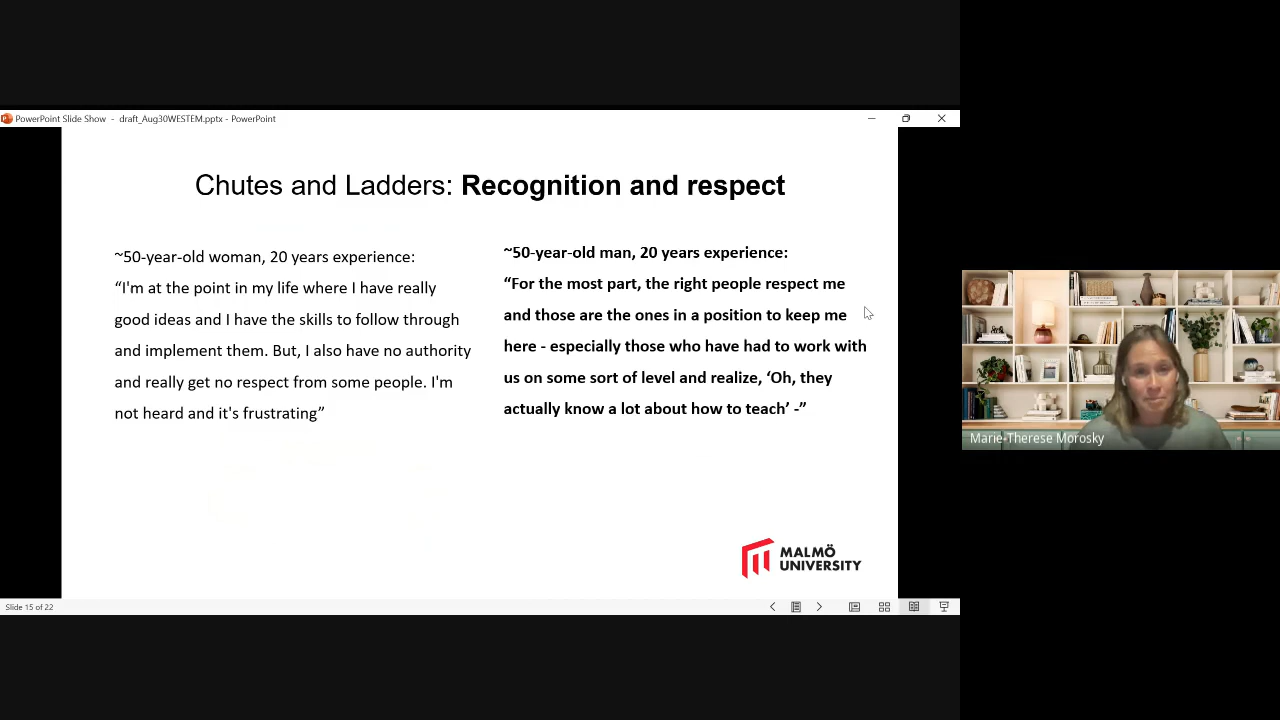 PowerPoint Slide Show - draft_Aug30WESTEM.pptx - PowerPoint
Chutes and Ladders: Recognition and respect
~50-year-old woman, 20 years experience:
“I'm at the point in my life where I have really
good ideas and I have the skills to follow through
and implement them. But, I also have no authority
and really get no respect from some people. I'm
not heard and it's frustrating”
~50-year-old man, 20 years experience:
“For the most part, the right people respect me
and those are the ones in a position to keep me
here - especially those who have had to work with
us on some sort of level and realize, ‘Oh, they
actually know a lot about how to teach’ -”
MALMÖ
UNIVERSITY
Slide 15 of 22
Marie-Therese Morosky